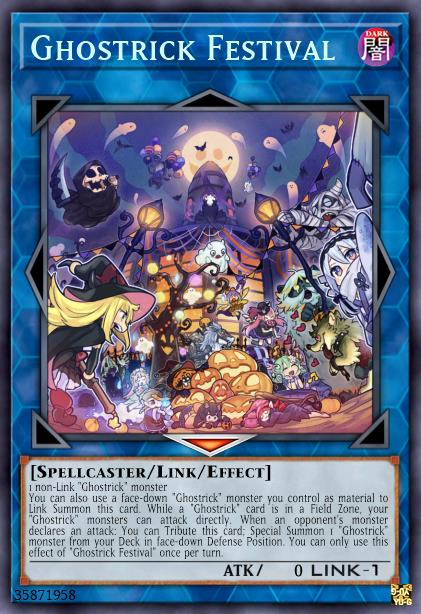 Ghostrick Festival
DARK
闇
[Spellcaster/Link/Effect]
1 non-Link "Ghostrick" monster
You can also use a face-down "Ghostrick" monster you control as material to
Link Summon this card. While a "Ghostrick" card is in a Field Zone, your
"Ghostrick" monsters can attack directly. When an opponent's monster
declares an attack: You can Tribute this card; Special Summon 1 "Ghostrick"
monster from your Deck in face-down Defense Position. You can only use this
effect of "Ghostrick Festival" once per turn.
ATK/ 0 LINK-1
35871958